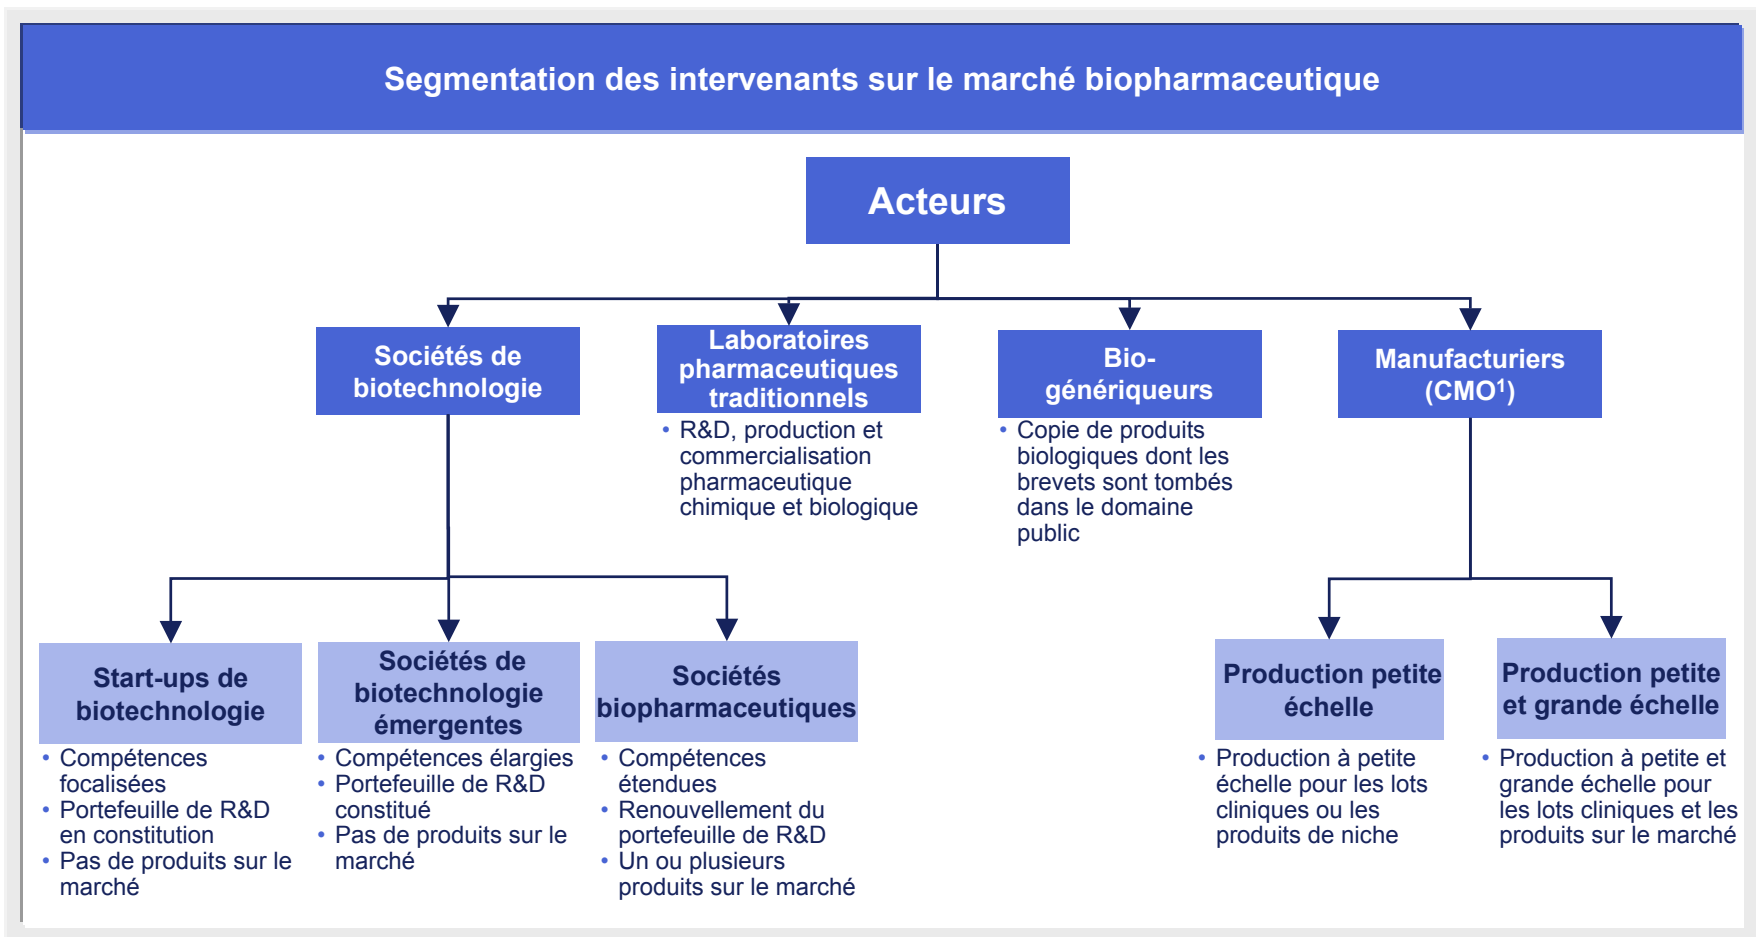 Segmentation des intervenants sur le marché biopharmaceutique
Acteurs
Sociétés de
biotechnologie
Laboratoires
pharmaceutiques
traditionnels
• R&D, production et
commercialisation
pharmaceutique
chimique et biologique
Bio-
génériqueurs
• Copie de produits
biologiques dont les
brevets sont tombés
dans le domaine
public
Manufacturiers
(CMO¹)
Start-ups de
biotechnologie
• Compétences
focalisées
• Portefeuille de R&D
en constitution
• Pas de produits sur le
marché
Sociétés de
biotechnologie
émergentes
• Compétences élargies
• Portefeuille de R&D
constitué
• Pas de produits sur le
marché
Sociétés
biopharmaceutiques
• Compétences
étendues
• Renouvellement du
portefeuille de R&D
• Un ou plusieurs
produits sur le marché
Production petite
échelle
• Production à petite
échelle pour les lots
cliniques ou les
produits de niche
Production petite
et grande échelle
• Production à petite et
grande échelle pour
les lots cliniques et les
produits sur le marché